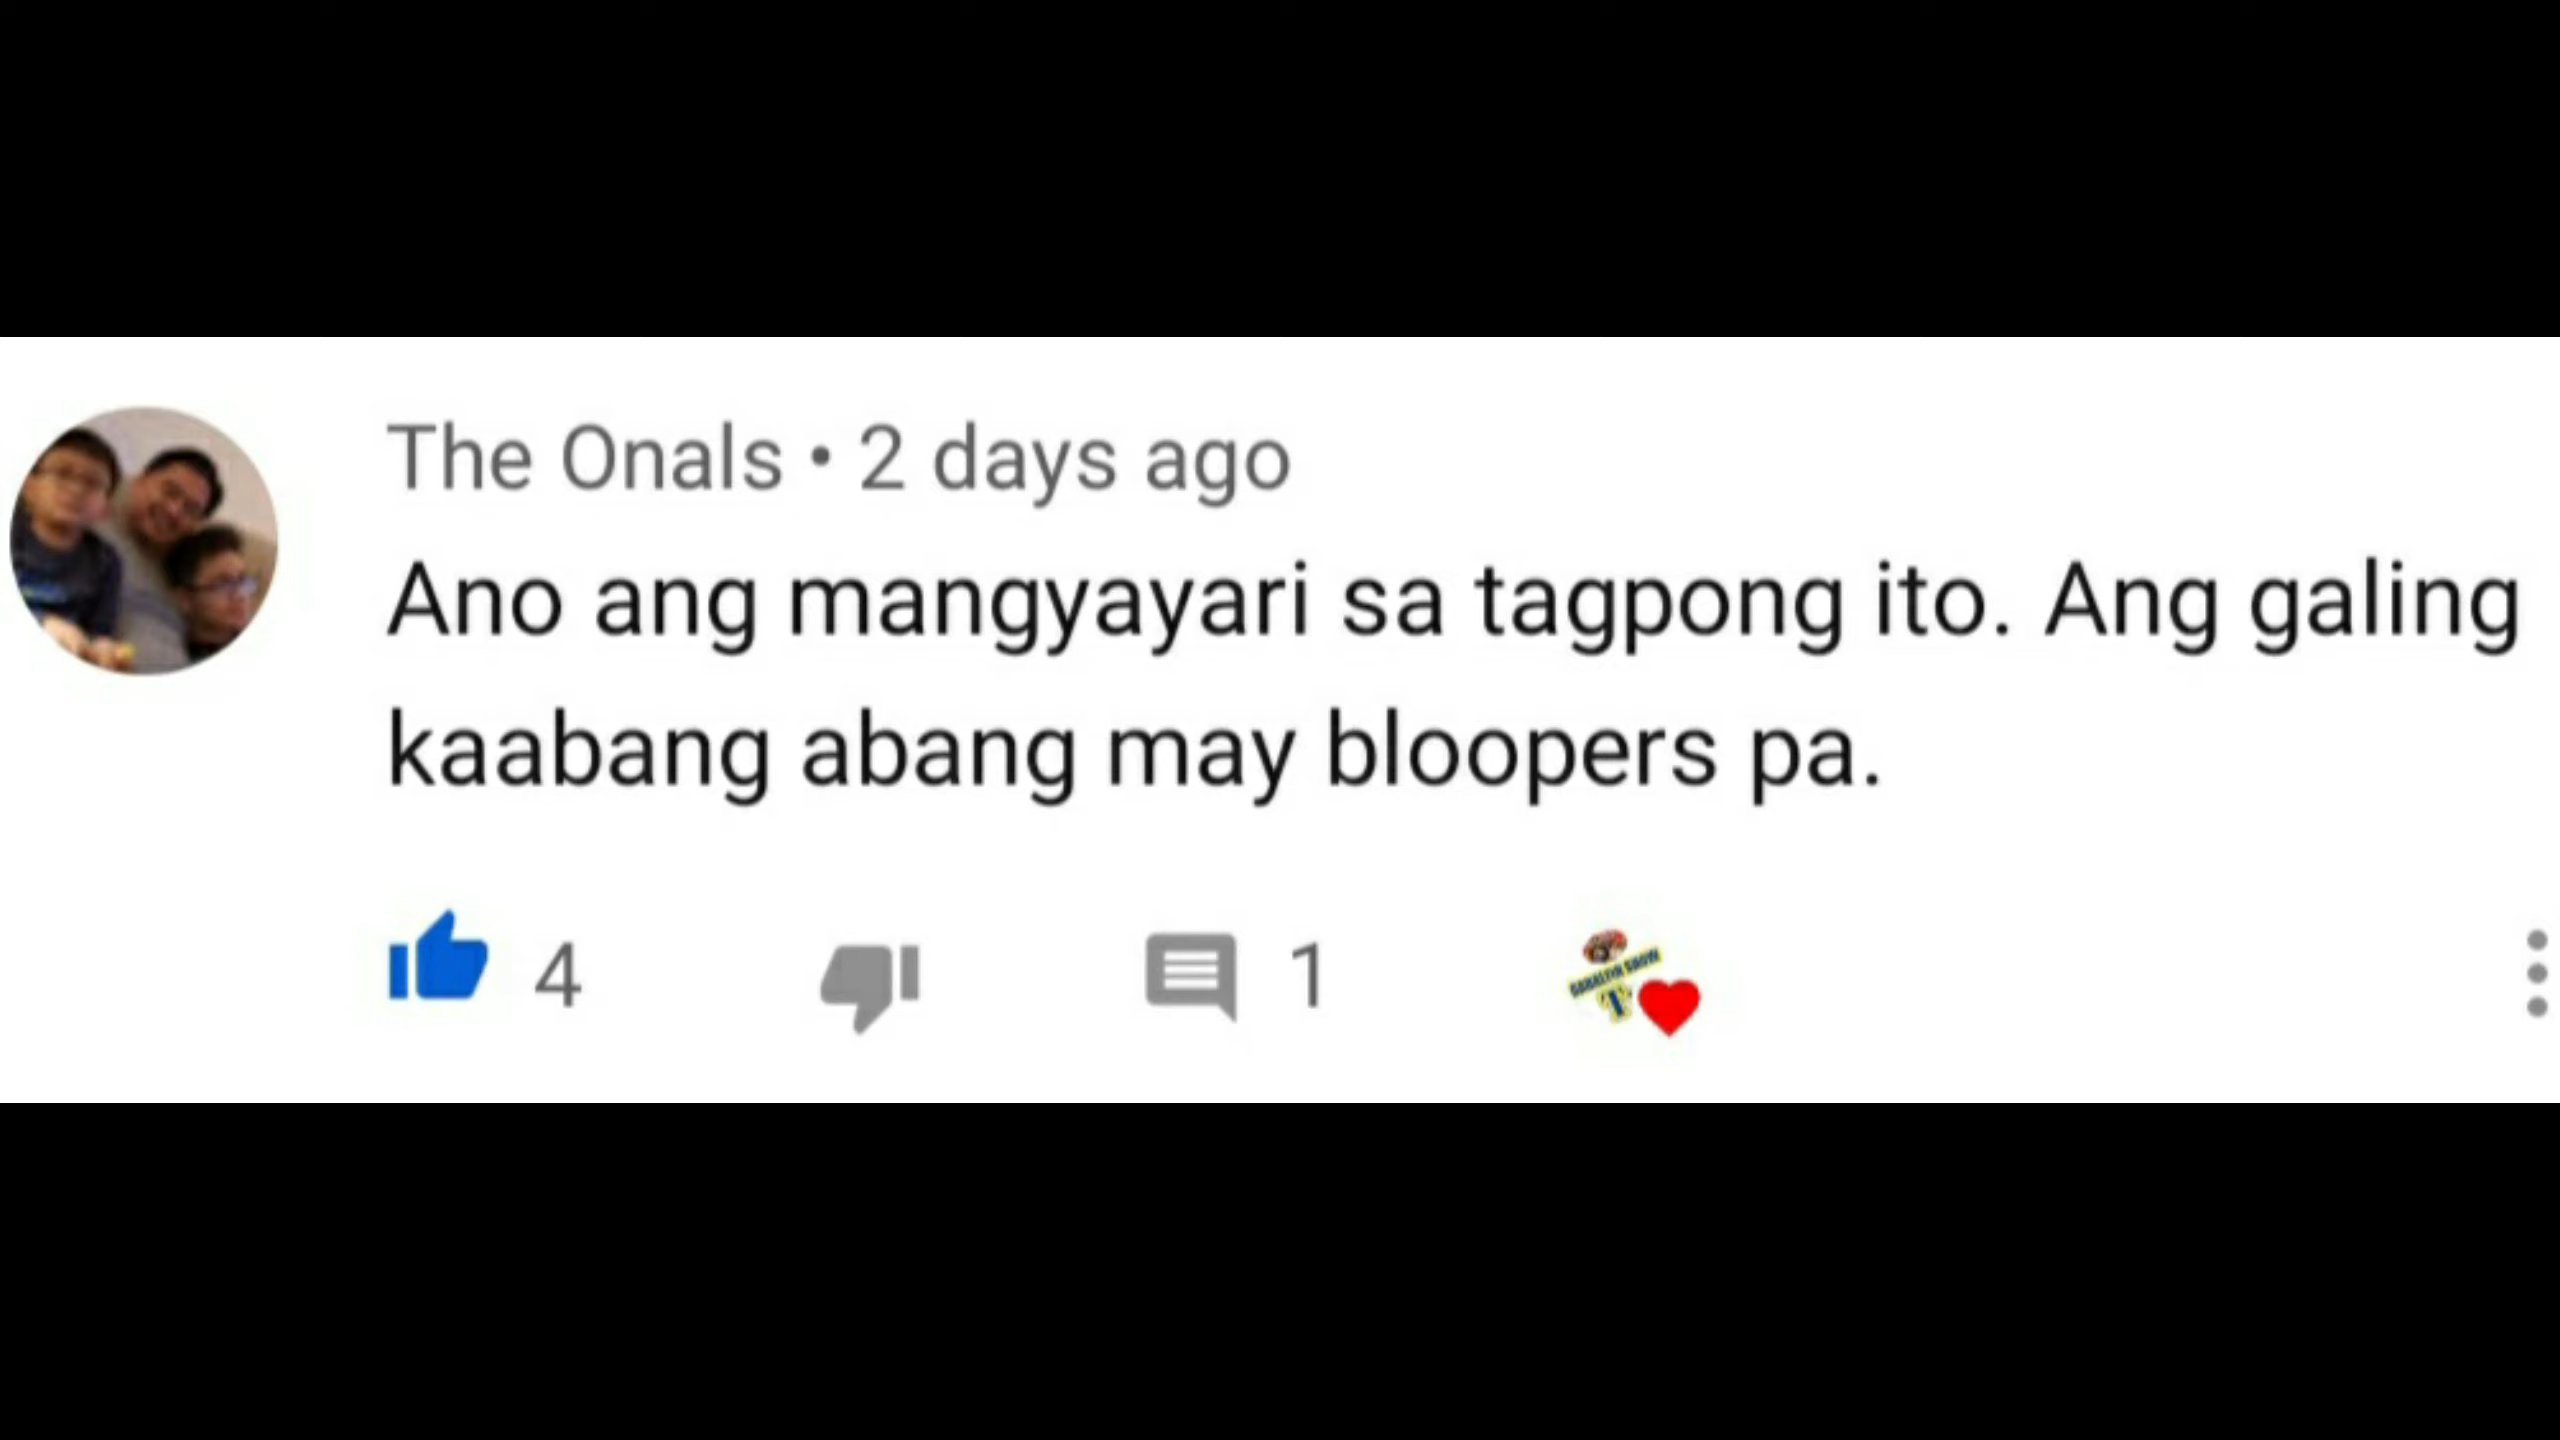 The Onals • 2 days ago
Ano ang mangyayari sa tagpong ito. Ang galing
kaabang abang may bloopers pa.
4
1
SHOW
T